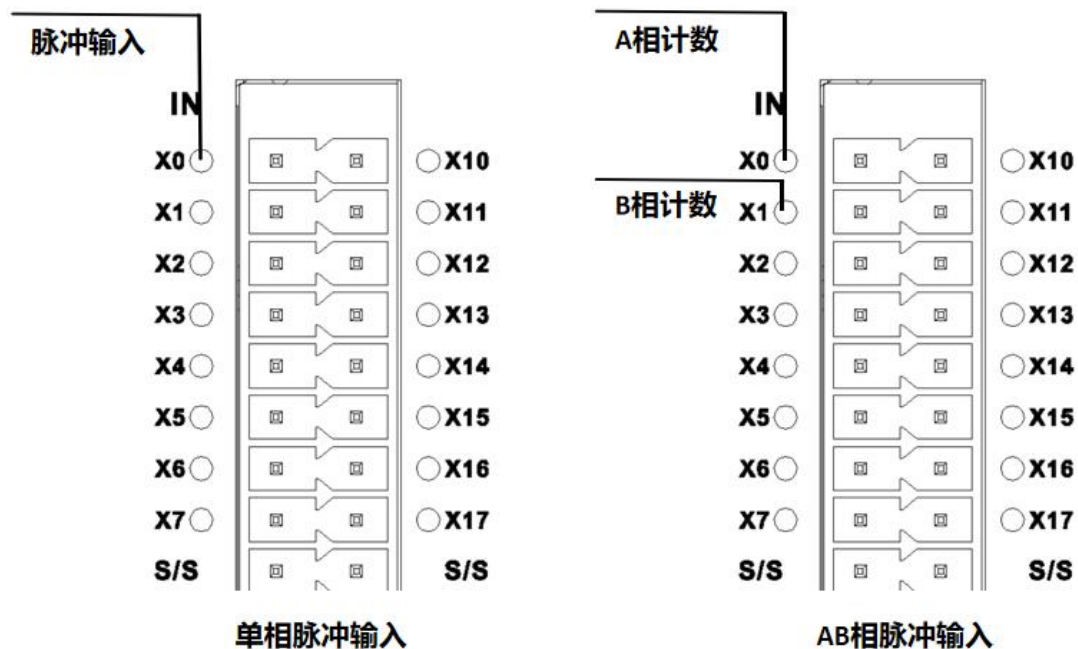 脉冲输入
IN
X0 X10
X1 X11
X2 X12
X3 X13
X4 X14
X5 X15
X6 X16
X7 X17
S/S S/S
单相脉冲输入
A相计数
IN
X0 X10
B相计数
X1 X11
X2 X12
X3 X13
X4 X14
X5 X15
X6 X16
X7 X17
S/S S/S
AB相脉冲输入